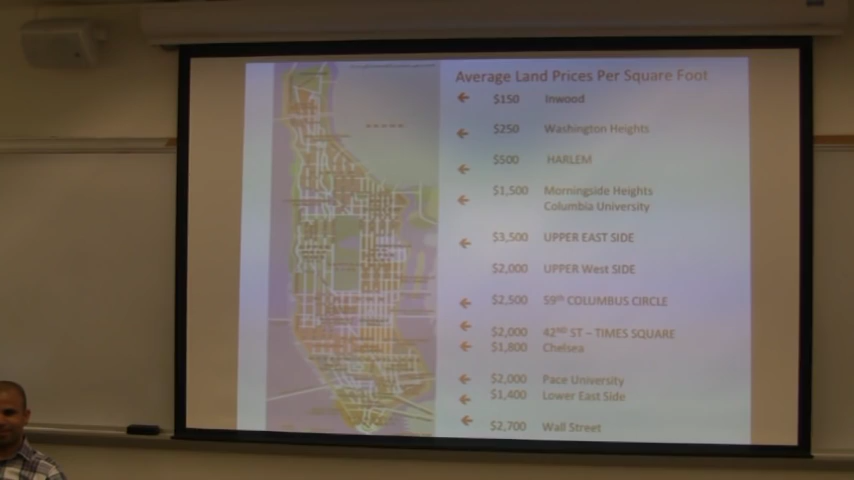 Average Land Prices Per Square Foot
$150 Inwood
$250 Washington Heights
$500 HARLEM
$1,500 Morningside Heights
Columbia University
$3,500 UPPER EAST SIDE
$2,000 UPPER West SIDE
$2,500 59th COLUMBUS CIRCLE
$2,000 42ND ST – TIMES SQUARE
$1,800 Chelsea
$2,000 Pace University
$1,400 Lower East Side
$2,700 Wall Street